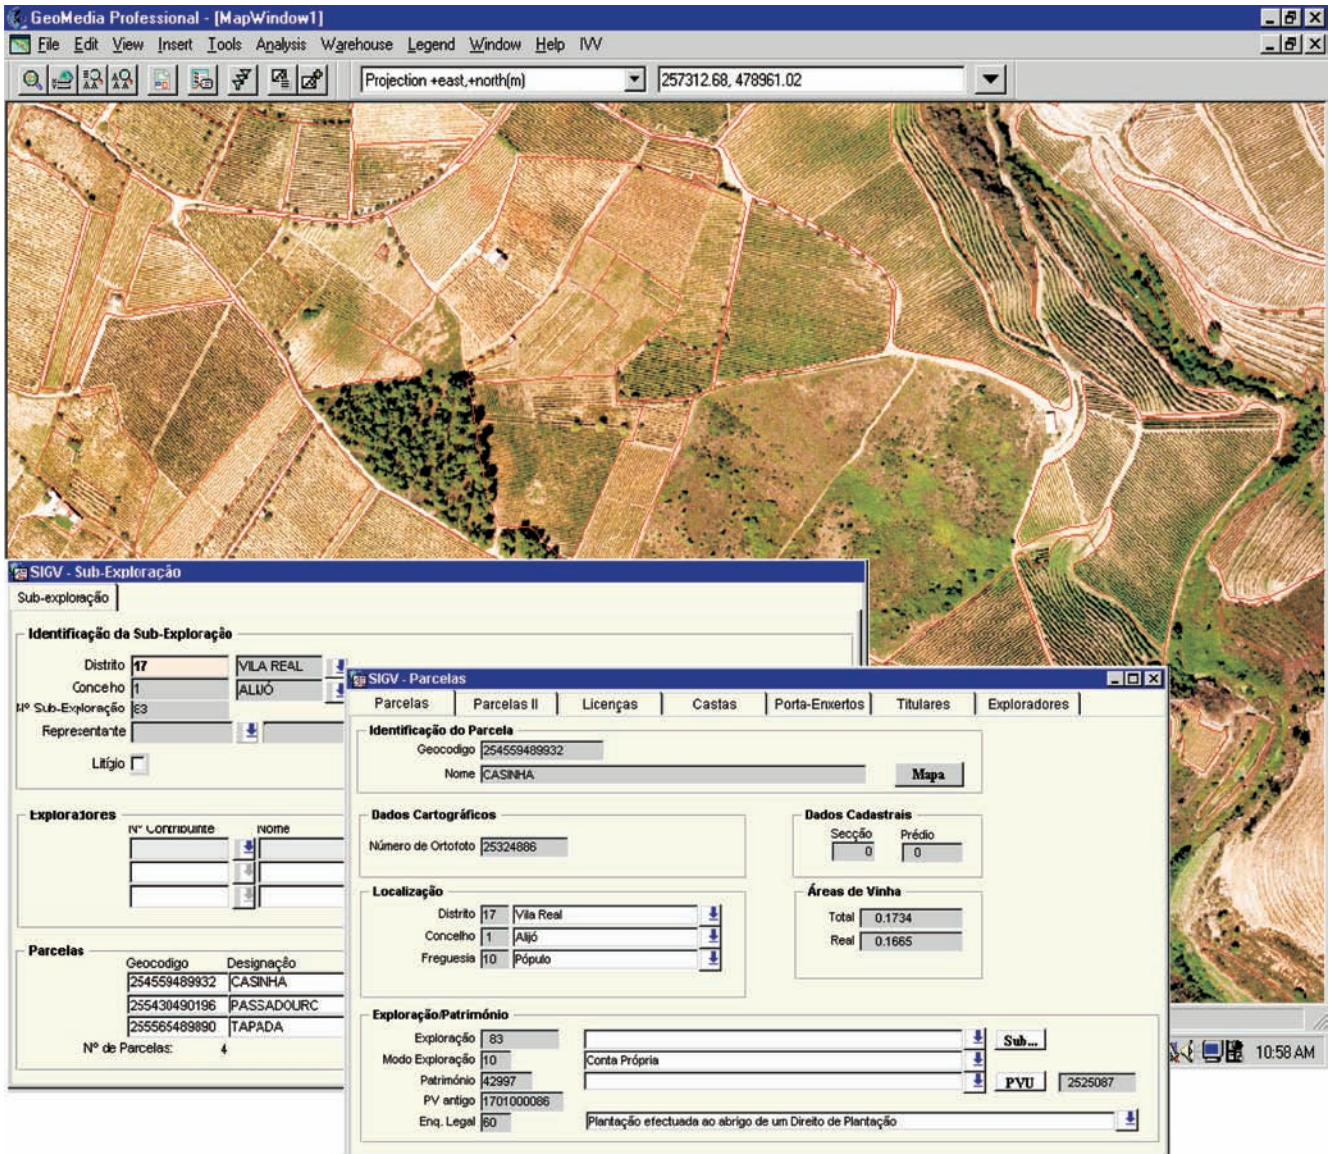 GeoMedia Professional - [MapWindow1]
File Edit View Insert Tools Analysis Warehouse Legend Window Help IVV
Projection +east,+north(m) 257312.68, 478961.02
SIGV - Sub-Exploração
Sub-exploração
Identificação da Sub-Exploração
Distrito 17 VILA REAL
Concelho 1 ALIJÓ
Nº Sub-Exploração 83
Representante
Litígio
Exploradores
Nº Contribuinte Nome
Parcelas
Geocodigo Designação
254559489932 CASINHA
255430490196 PASSADOURC
255565489890 TAPADA
Nº de Parcelas: 4
SIGV - Parcelas
Parcelas Parcelas II Licenças Castas Porta-Enxertos Titulares Exploradores
Identificação do Parcela
Geocodigo 254559489932
Nome CASINHA Mapa
Dados Cartográficos
Número de Ortofoto 25324886
Dados Cadastrais
Secção Prédio
0 0
Localização
Distrito 17 Vila Real
Concelho 1 Alijó
Freguesia 10 Pópulo
Áreas de Vinha
Total 0.1734
Real 0.1665
Exploração/Património
Exploração 83 Sub...
Modo Exploração 10 Conta Própria
Património 42997 PVU 2525087
PV antigo 1701000086
Enq. Legal 60 Plantação efectuada ao abrigo de um Direito de Plantação
10:58 AM